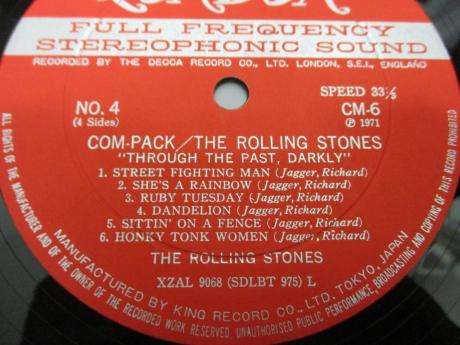 FULL FREQUENCY
STEREOPHONIC SOUND
RECORDED BY THE DECCA RECORD CO., LTD. LONDON, S.E.I., ENGLAND
SPEED 33⅓
NO. 4
(4 Sides)
CM-6
Ⓟ 1971
COM-PACK/THE ROLLING STONES
"THROUGH THE PAST, DARKLY"
1. STREET FIGHTING MAN (Jagger, Richard)
2. SHE'S A RAINBOW (Jagger, Richard)
3. RUBY TUESDAY (Jagger, Richard)
4. DANDELION (Jagger, Richard)
5. SITTIN' ON A FENCE (Jagger, Richard)
6. HONKY TONK WOMEN (Jagger, Richard)
THE ROLLING STONES
XZAL 9068 (SDLBT 975) L
MANUFACTURED BY KING RECORD CO., LTD. TOKYO, JAPAN
ALL RIGHTS OF THE MANUFACTURER AND OF THE OWNER OF THE RECORDED WORK RESERVED, UNAUTHORISED PUBLIC PERFORMANCE, BROADCASTING AND COPYING OF THIS RECORD PROHIBITED